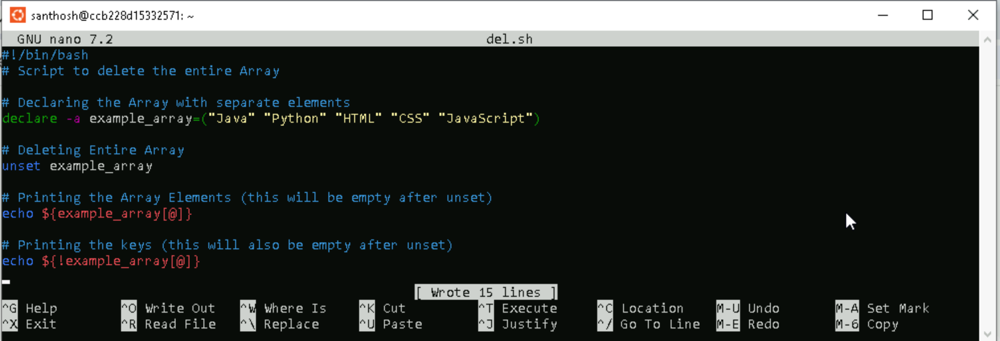 santhosh@ccb228d15332571: ~
GNU nano 7.2 del.sh
#!/bin/bash
# Script to delete the entire Array
# Declaring the Array with separate elements
declare -a example_array=("Java" "Python" "HTML" "CSS" "JavaScript")
# Deleting Entire Array
unset example_array
# Printing the Array Elements (this will be empty after unset)
echo ${example_array[@]}
# Printing the keys (this will also be empty after unset)
echo ${!example_array[@]}
[ Wrote 15 lines ]
^G Help ^O Write Out ^W Where Is ^K Cut ^T Execute ^C Location M-U Undo M-A Set Mark
^X Exit ^R Read File ^\ Replace ^U Paste ^J Justify ^/ Go To Line M-E Redo M-6 Copy